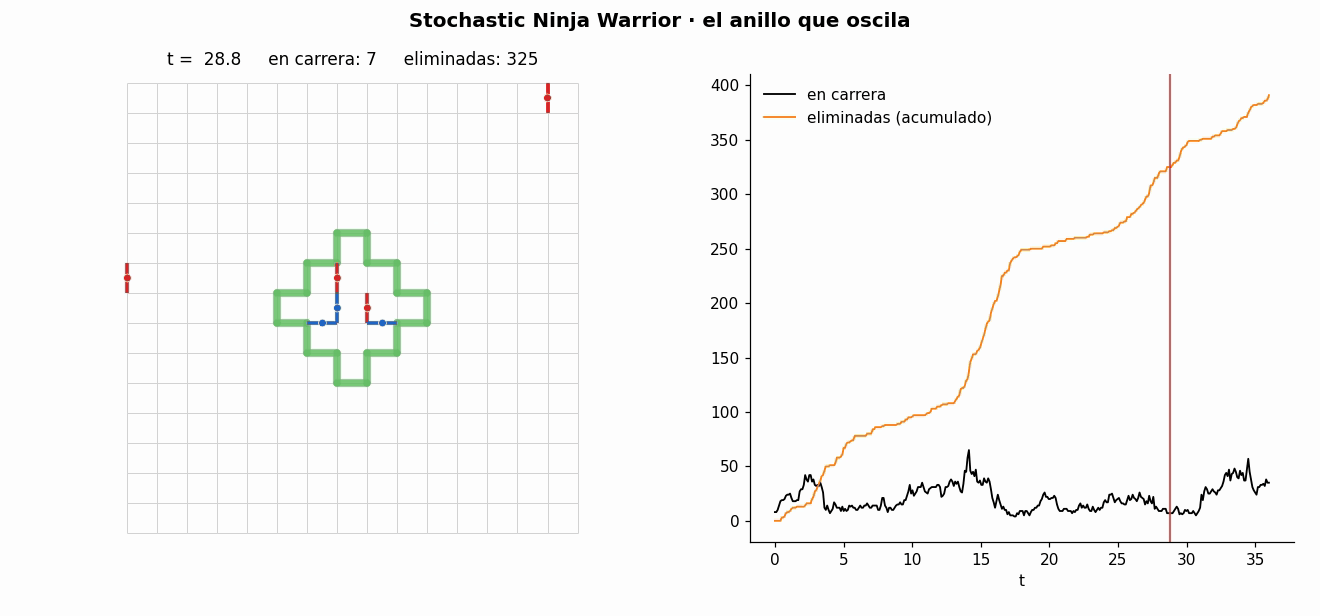 Stochastic Ninja Warrior · el anillo que oscila
t =  28.8     en carrera: 7     eliminadas: 325
en carrera
eliminadas (acumulado)
400
350
300
250
200
150
100
50
0
0 5 10 15 20 25 30 35
t